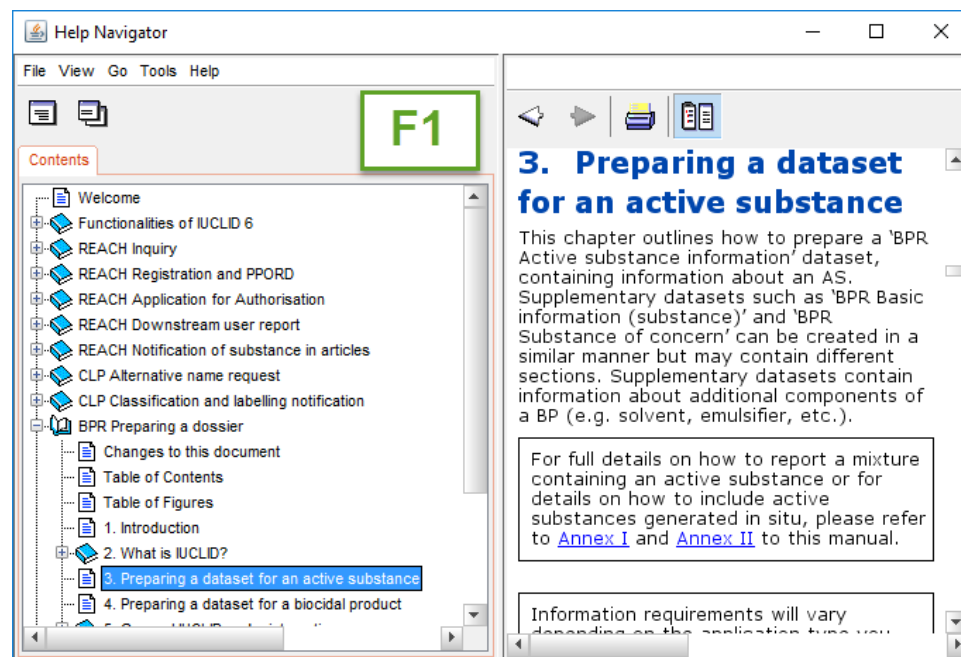 Help Navigator
File View Go Tools Help
F1
Contents
Welcome
Functionalities of IUCLID 6
REACH Inquiry
REACH Registration and PPORD
REACH Application for Authorisation
REACH Downstream user report
REACH Notification of substance in articles
CLP Alternative name request
CLP Classification and labelling notification
BPR Preparing a dossier
Changes to this document
Table of Contents
Table of Figures
1. Introduction
2. What is IUCLID?
3. Preparing a dataset for an active substance
4. Preparing a dataset for a biocidal product
3. Preparing a dataset
for an active substance
This chapter outlines how to prepare a ‘BPR
Active substance information’ dataset,
containing information about an AS.
Supplementary datasets such as ‘BPR Basic
information (substance)’ and ‘BPR
Substance of concern’ can be created in a
similar manner but may contain different
sections. Supplementary datasets contain
information about additional components of
a BP (e.g. solvent, emulsifier, etc.).
For full details on how to report a mixture
containing an active substance or for
details on how to include active
substances generated in situ, please refer
to Annex I and Annex II to this manual.
Information requirements will vary
depending on the application type you